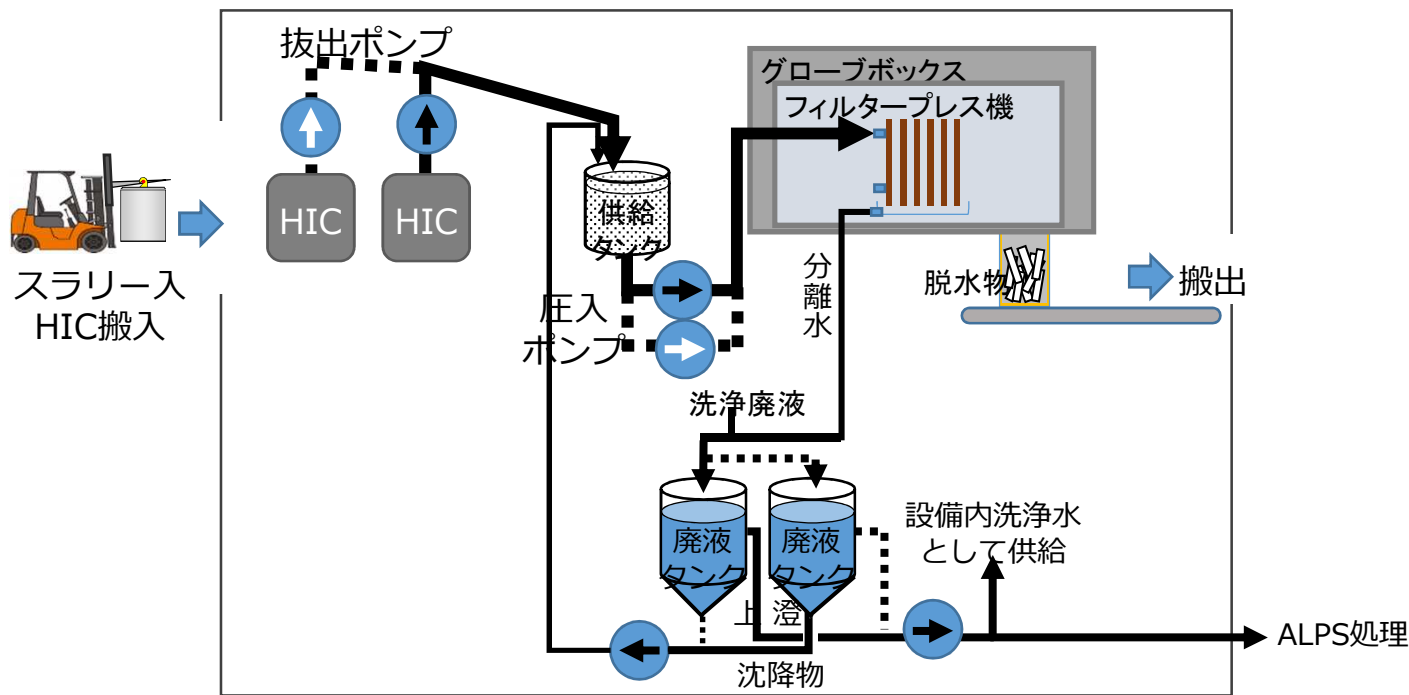 抜出ポンプ
グローブボックス
フィルタープレス機
HIC
HIC
供給
タンク
スラリー入
HIC搬入
圧入
ポンプ
分離水
脱水物
搬出
洗浄廃液
廃液
タンク
廃液
タンク
設備内洗浄水
として供給
上澄
沈降物
ALPS処理